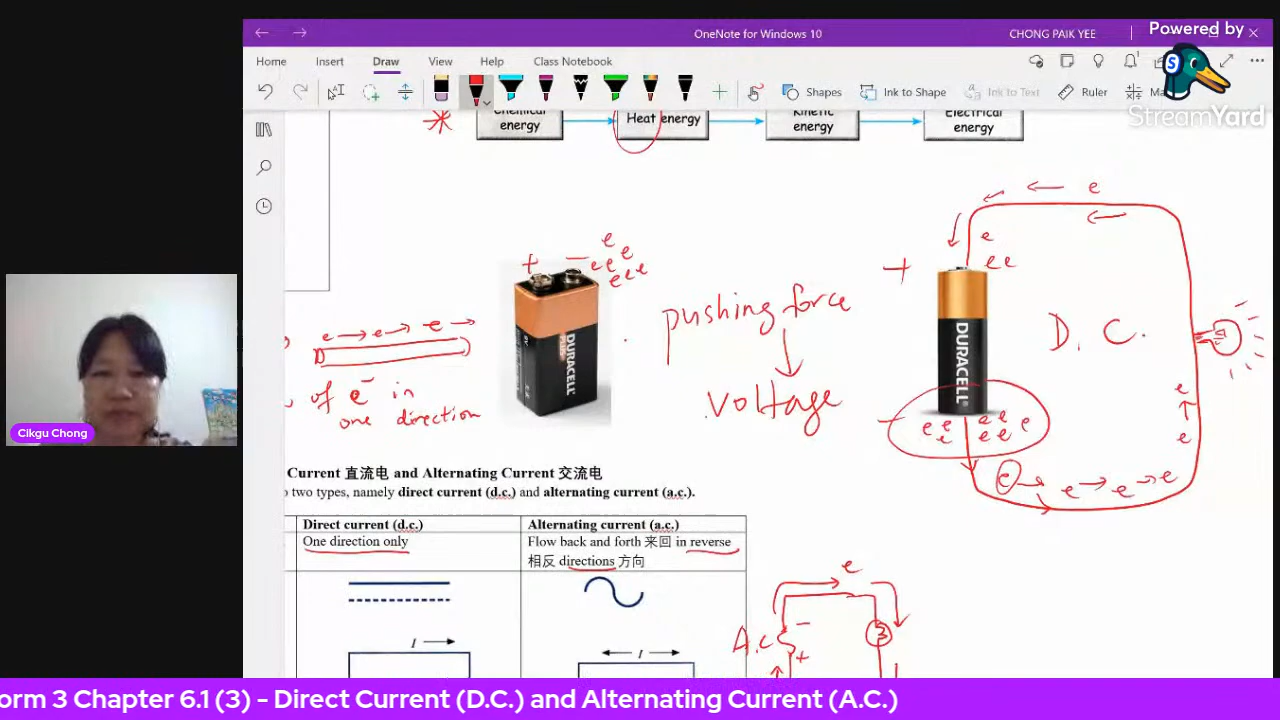 OneNote for Windows 10
CHONG PAIK YEE
Powered by
StreamYard
Home Insert Draw View Help Class Notebook
Shapes Ink to Shape Ink to Text Ruler
Chemical energy
Heat energy
Kinetic energy
Electrical energy
e
e
e e
+
+ −
e
e
e e e
e e e
DURACELL
DURACELL
pushing force
voltage
D. C.
e → e → e →
of e⁻ in
one direction
−
e e e e e
e e e
e
e
e → e → e → e
Current 直流电 and Alternating Current 交流电
two types, namely direct current (d.c.) and alternating current (a.c.).
Direct current (d.c.) Alternating current (a.c.)
One direction only
Flow back and forth 来回 in reverse
相反 directions 方向
I →
← I →
e
A.C
−
+
Cikgu Chong
orm 3 Chapter 6.1 (3) - Direct Current (D.C.) and Alternating Current (A.C.)